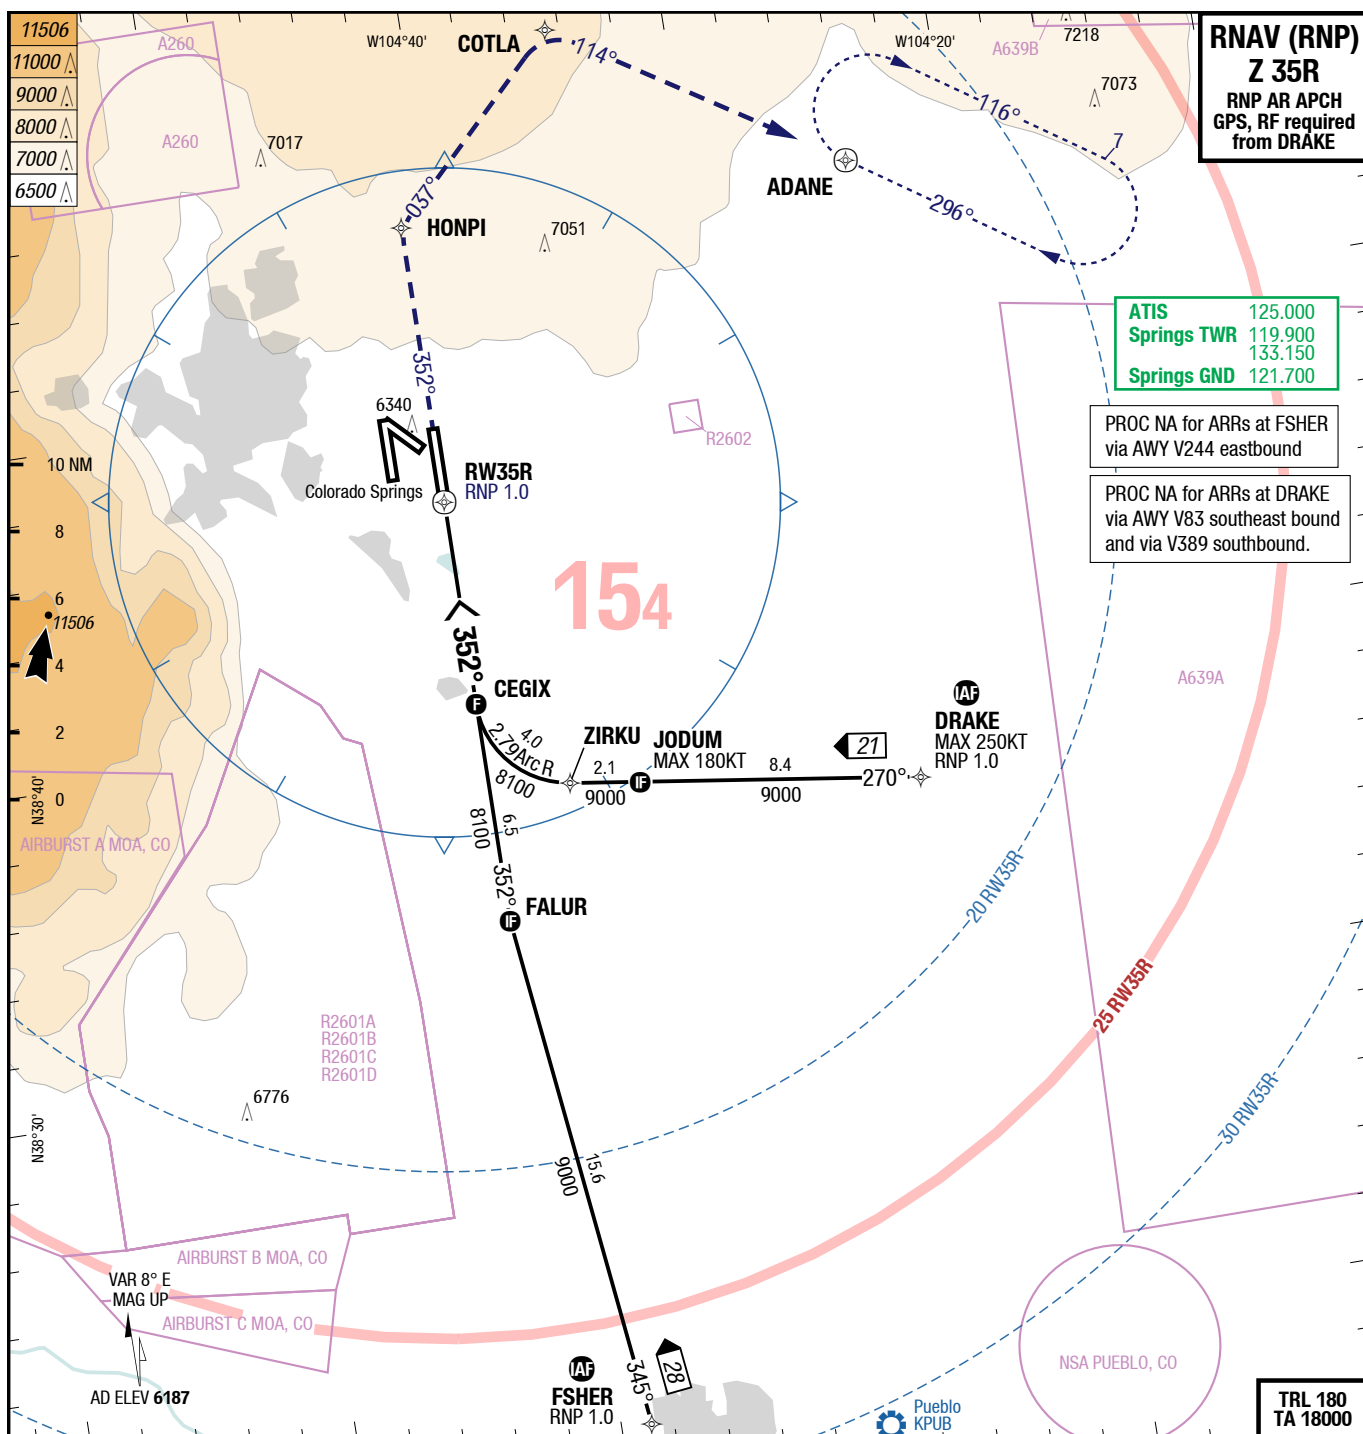 11506
11000
9000
8000
7000
6500
A260
A260
W104°40'
COTLA
114°
W104°20'
A639B
7218
7073
RNAV (RNP)
Z 35R
RNP AR APCH
GPS, RF required
from DRAKE
7017
116°
7
ADANE
296°
037°
HONPI
7051
ATIS 125.000
Springs TWR 119.900
133.150
Springs GND 121.700
352°
6340
R2602
PROC NA for ARRs at FSHER
via AWY V244 eastbound
10 NM
RW35R
RNP 1.0
Colorado Springs
PROC NA for ARRs at DRAKE
via AWY V83 southeast bound
and via V389 southbound.
8
6
11506
4
2
0
154
352°
CEGIX
A639A
IAF
DRAKE
MAX 250KT
RNP 1.0
ZIRKU
JODUM
MAX 180KT
21
4.0
2.79Arc R
8100
2.1
9000
IF
8.4
9000
270°
F
N38°40'
AIRBURST A MOA, CO
6.5
8100
352°
FALUR
IF
20 RW35R
25 RW35R
30 RW35R
R2601A
R2601B
R2601C
R2601D
6776
N38°30'
15.6
9000
AIRBURST B MOA, CO
VAR 8° E
MAG UP
AIRBURST C MOA, CO
AD ELEV 6187
IAF
FSHER
RNP 1.0
345°
28
NSA PUEBLO, CO
Pueblo
KPUB
TRL 180
TA 18000